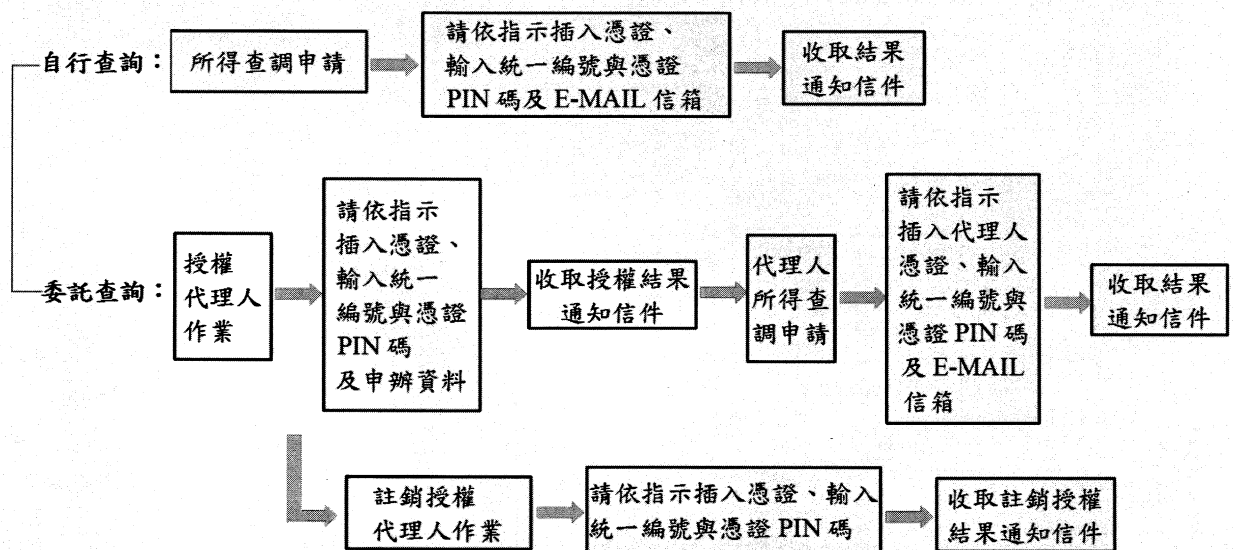 自行查詢：
所得查調申請
請依指示插入憑證、
輸入統一編號與憑證
PIN 碼及 E-MAIL 信箱
收取結果
通知信件
委託查詢：
授權
代理人
作業
請依指示
插入憑證、
輸入統一
編號與憑證
PIN 碼
及申辦資料
收取授權結果
通知信件
代理人
所得查
調申請
請依指示
插入代理人
憑證、輸入
統一編號與
憑證 PIN 碼
及 E-MAIL
信箱
收取結果
通知信件
註銷授權
代理人作業
請依指示插入憑證、輸入
統一編號與憑證 PIN 碼
收取註銷授權
結果通知信件